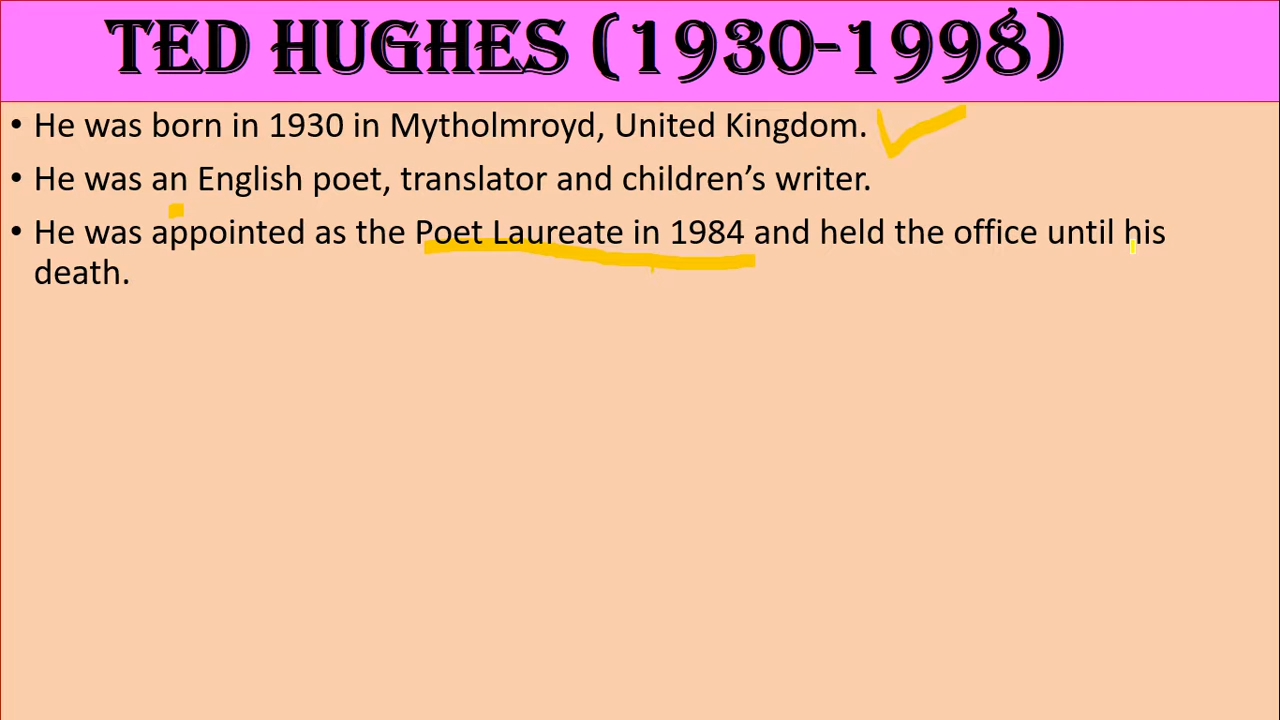 TED HUGHES (1930-1998)
• He was born in 1930 in Mytholmroyd, United Kingdom.
• He was an English poet, translator and children’s writer.
• He was appointed as the Poet Laureate in 1984 and held the office until his
death.